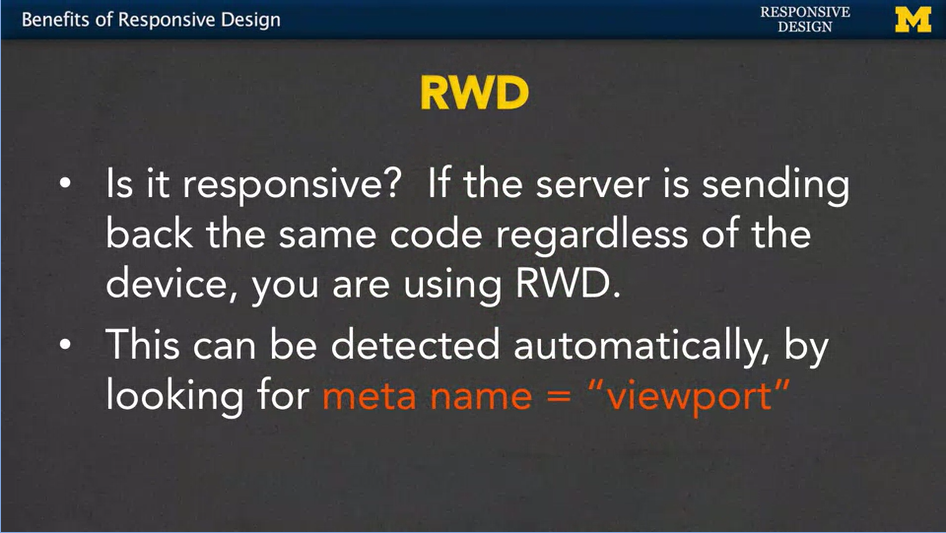 Benefits of Responsive Design
RESPONSIVE
DESIGN
M
RWD
• Is it responsive?  If the server is sending
back the same code regardless of the
device, you are using RWD.
• This can be detected automatically, by
looking for meta name = “viewport”